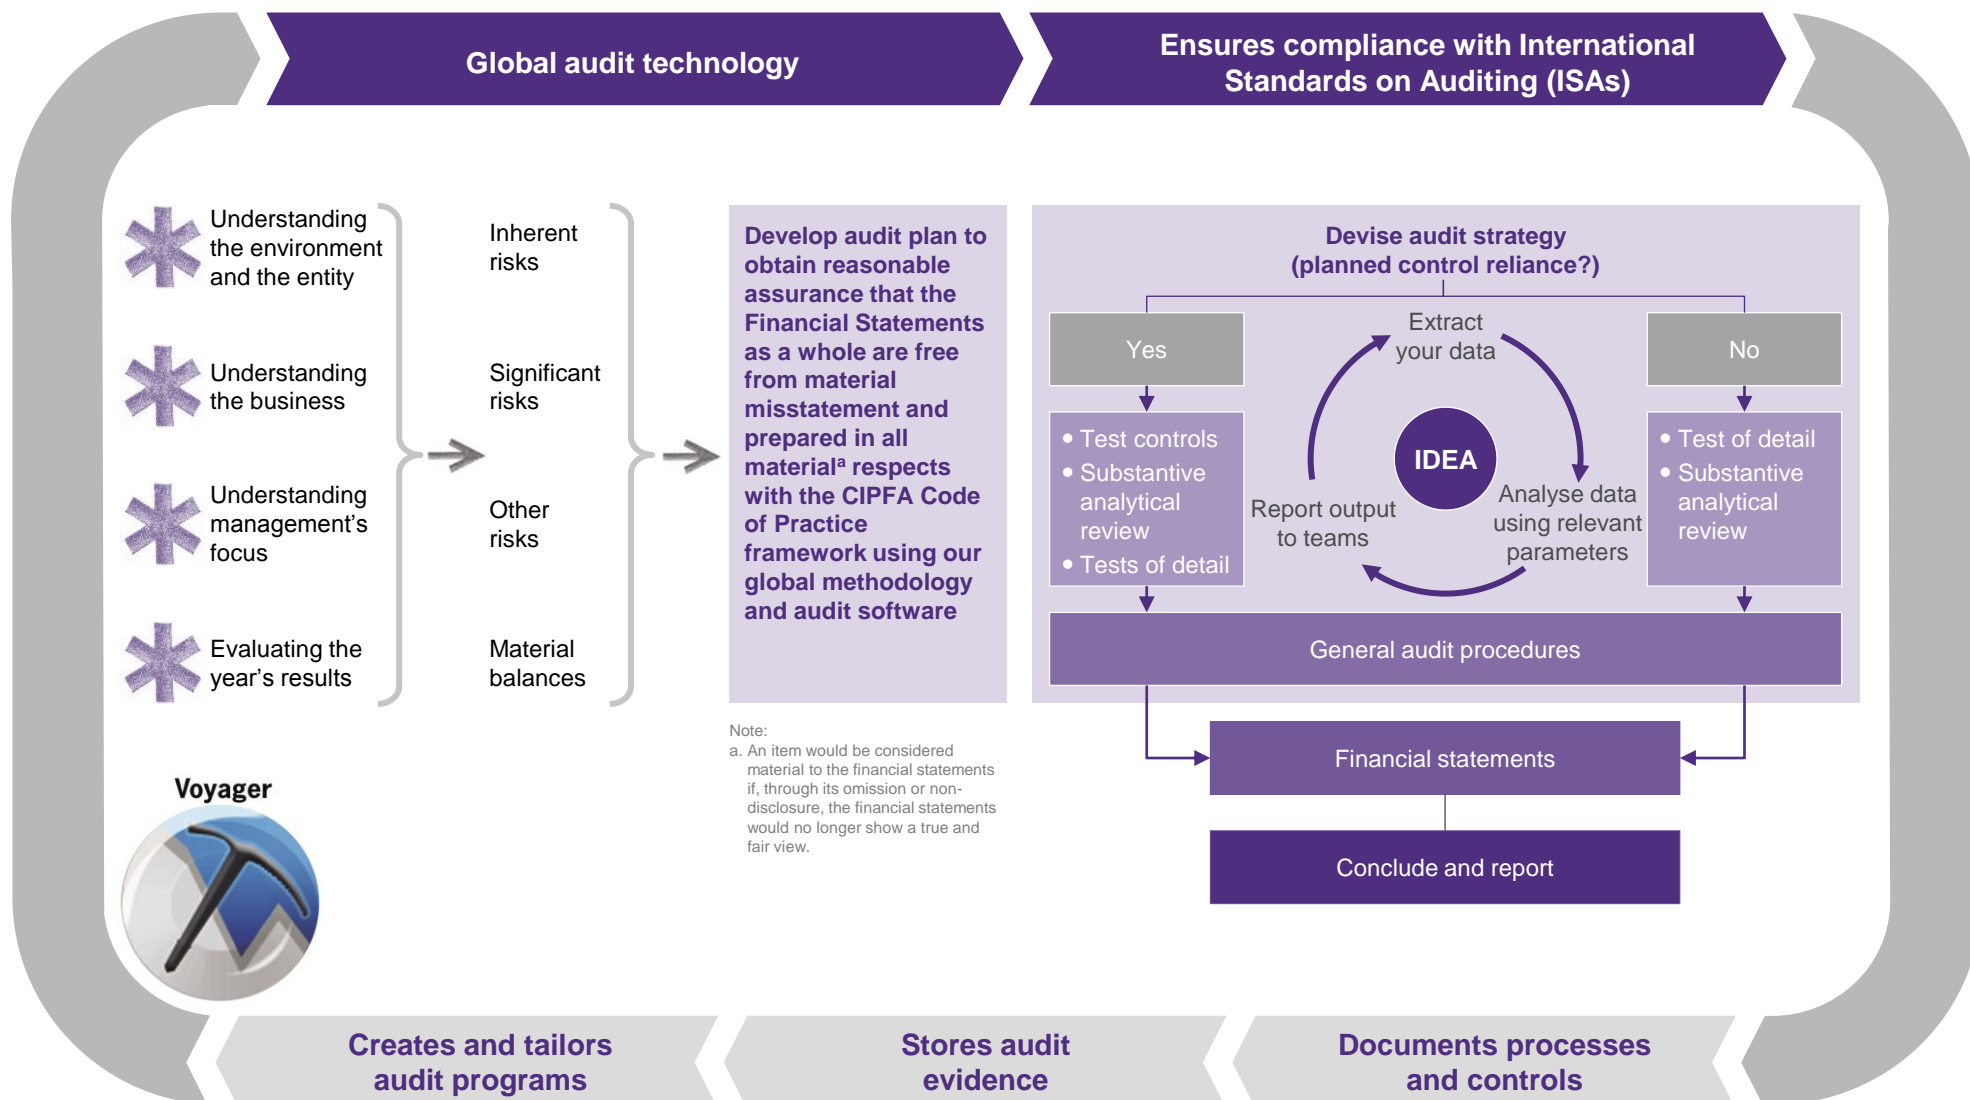 Global audit technology
Ensures compliance with International
Standards on Auditing (ISAs)
Understanding
the environment
and the entity
Understanding
the business
Understanding
management’s
focus
Evaluating the
year’s results
Inherent
risks
Significant
risks
Other
risks
Material
balances
Develop audit plan to
obtain reasonable
assurance that the
Financial Statements
as a whole are free
from material
misstatement and
prepared in all
materialᵃ respects
with the CIPFA Code
of Practice
framework using our
global methodology
and audit software
Note:
a. An item would be considered
material to the financial statements
if, through its omission or non-
disclosure, the financial statements
would no longer show a true and
fair view.
Devise audit strategy
(planned control reliance?)
Yes
• Test controls
• Substantive
analytical
review
• Tests of detail
Extract
your data
IDEA
Analyse data
using relevant
parameters
Report output
to teams
No
• Test of detail
• Substantive
analytical
review
General audit procedures
Financial statements
Conclude and report
Voyager
Creates and tailors
audit programs
Stores audit
evidence
Documents processes
and controls